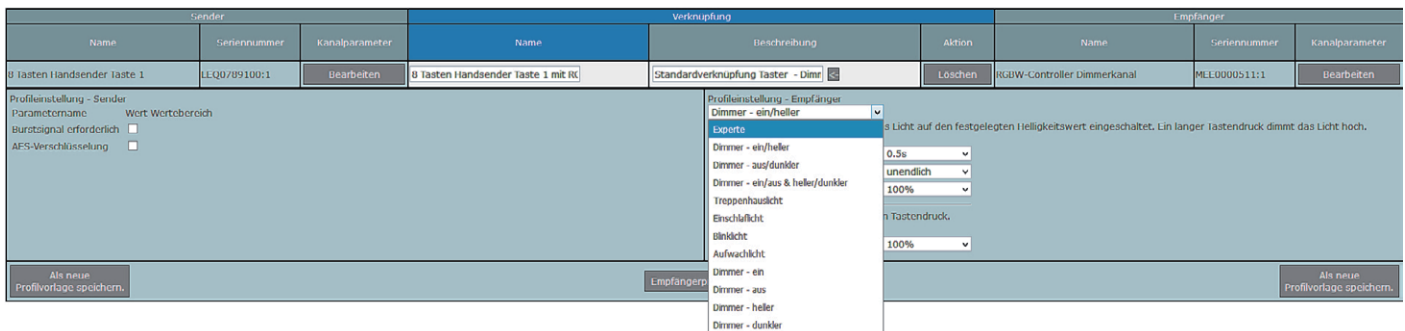 Sender Verknüpfung Empfänger
Name Seriennummer Kanalparameter Name Beschreibung Aktion Name Seriennummer Kanalparameter
8 Tasten Handsender Taste 1 LEQ0789100:1 Bearbeiten 8 Tasten Handsender Taste 1 mit RG Standardverknüpfung Taster - Dimm <- Löschen RGBW-Controller Dimmerkanal MEE0000511:1 Bearbeiten
Profileinstellung - Sender
Parametername Wert Wertebereich
Burstsignal erforderlich
AES-Verschlüsselung
Profileinstellung - Empfänger
Dimmer - ein/heller
Experte
s Licht auf den festgelegten Helligkeitswert eingeschaltet. Ein langer Tastendruck dimmt das Licht hoch.
Dimmer - ein/heller
0.5s
Dimmer - aus/dunkler
unendlich
Dimmer - ein/aus & heller/dunkler
100%
Treppenhauslicht
Einschlaflicht
n Tastendruck.
Blinklicht
100%
Aufwachlicht
Dimmer - ein
Dimmer - aus
Dimmer - heller
Dimmer - dunkler
Als neue
Profilvorlage speichern.
Empfängerp
Als neue
Profilvorlage speichern.